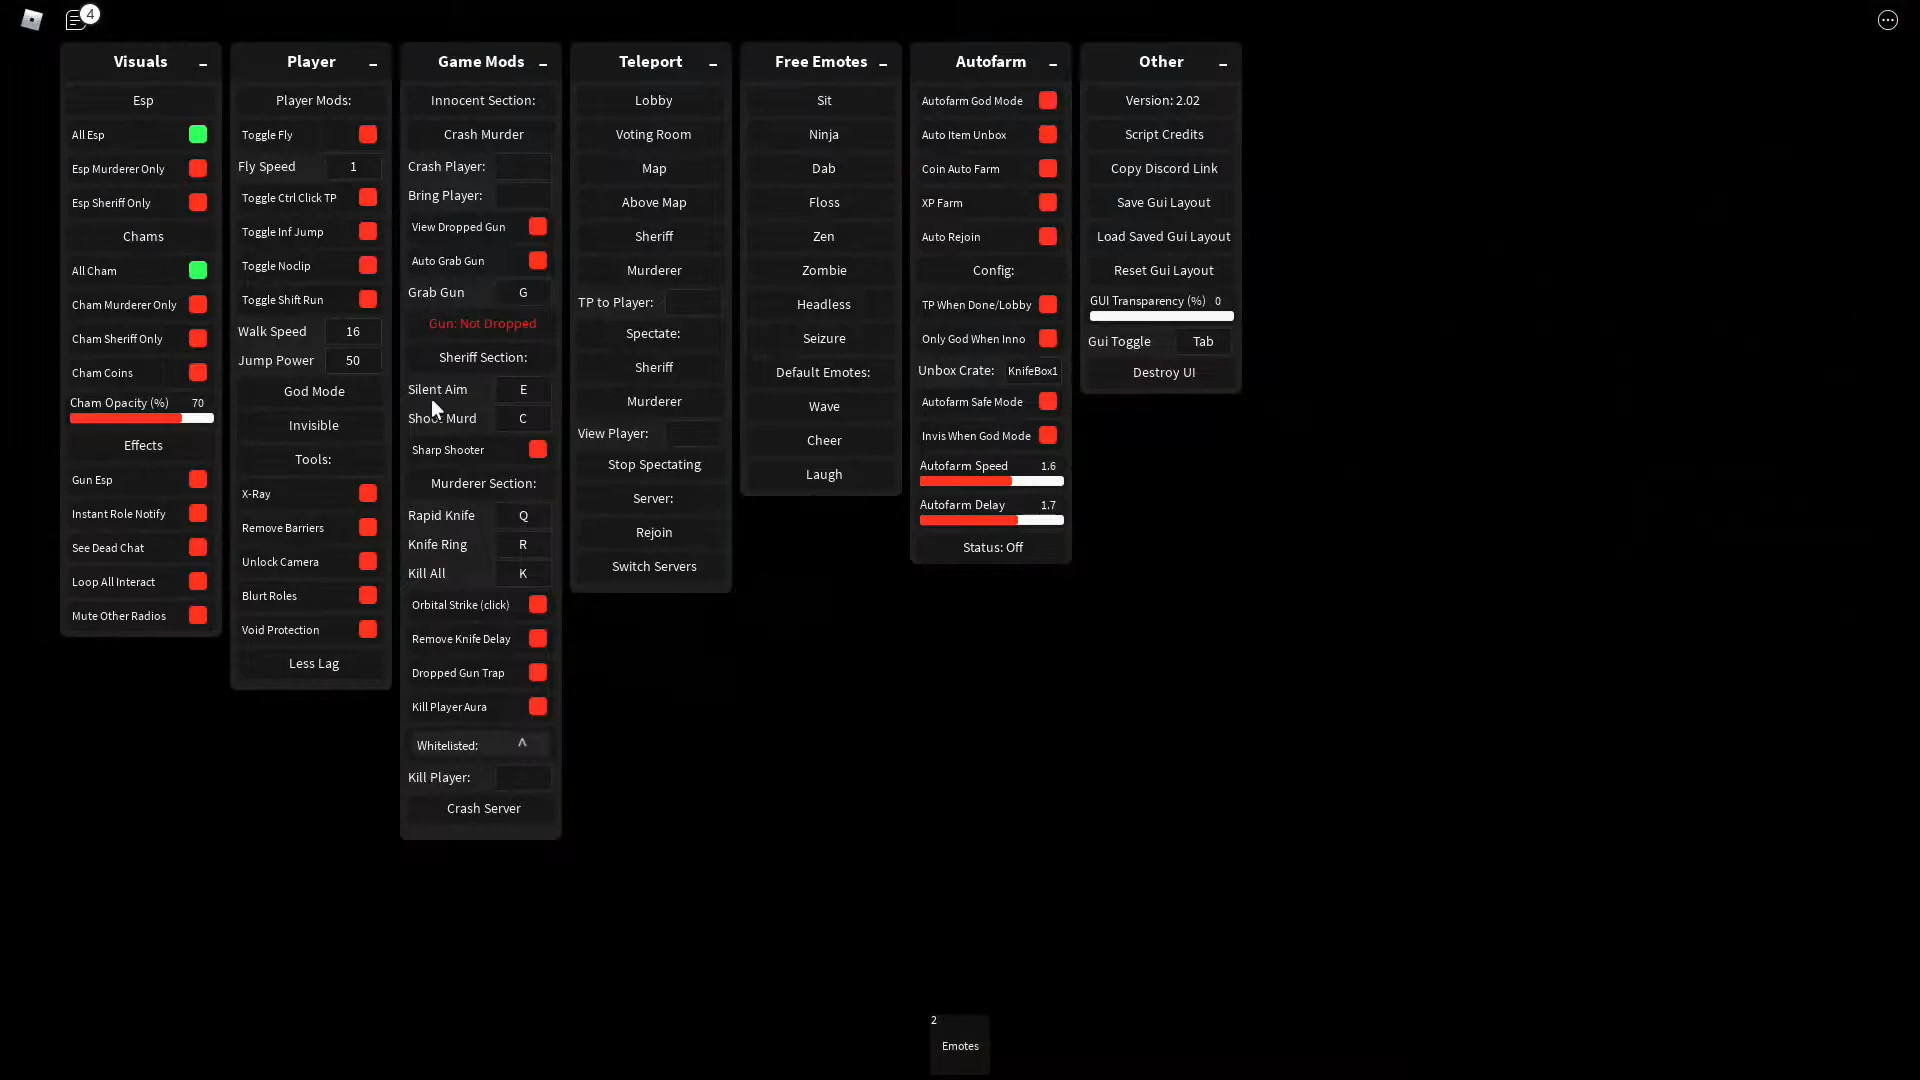 4
Visuals
Esp
All Esp
Esp Murderer Only
Esp Sheriff Only
Chams
All Cham
Cham Murderer Only
Cham Sheriff Only
Cham Coins
Cham Opacity (%) 70
Effects
Gun Esp
Instant Role Notify
See Dead Chat
Loop All Interact
Mute Other Radios
Player
Player Mods:
Toggle Fly
Fly Speed 1
Toggle Ctrl Click TP
Toggle Inf Jump
Toggle Noclip
Toggle Shift Run
Walk Speed 16
Jump Power 50
God Mode
Invisible
Tools:
X-Ray
Remove Barriers
Unlock Camera
Blurt Roles
Void Protection
Less Lag
Game Mods
Innocent Section:
Crash Murder
Crash Player:
Bring Player:
View Dropped Gun
Auto Grab Gun
Grab Gun G
Gun: Not Dropped
Sheriff Section:
Silent Aim E
Shoot Murd C
Sharp Shooter
Murderer Section:
Rapid Knife Q
Knife Ring R
Kill All K
Orbital Strike (click)
Remove Knife Delay
Dropped Gun Trap
Kill Player Aura
Whitelisted: ^
Kill Player:
Crash Server
Teleport
Lobby
Voting Room
Map
Above Map
Sheriff
Murderer
TP to Player:
Spectate:
Sheriff
Murderer
View Player:
Stop Spectating
Server:
Rejoin
Switch Servers
Free Emotes
Sit
Ninja
Dab
Floss
Zen
Zombie
Headless
Seizure
Default Emotes:
Wave
Cheer
Laugh
Autofarm
Autofarm God Mode
Auto Item Unbox
Coin Auto Farm
XP Farm
Auto Rejoin
Config:
TP When Done/Lobby
Only God When Inno
Unbox Crate: KnifeBox1
Autofarm Safe Mode
Invis When God Mode
Autofarm Speed 1.6
Autofarm Delay 1.7
Status: Off
Other
Version: 2.02
Script Credits
Copy Discord Link
Save Gui Layout
Load Saved Gui Layout
Reset Gui Layout
GUI Transparency (%) 0
Gui Toggle Tab
Destroy UI
2
Emotes